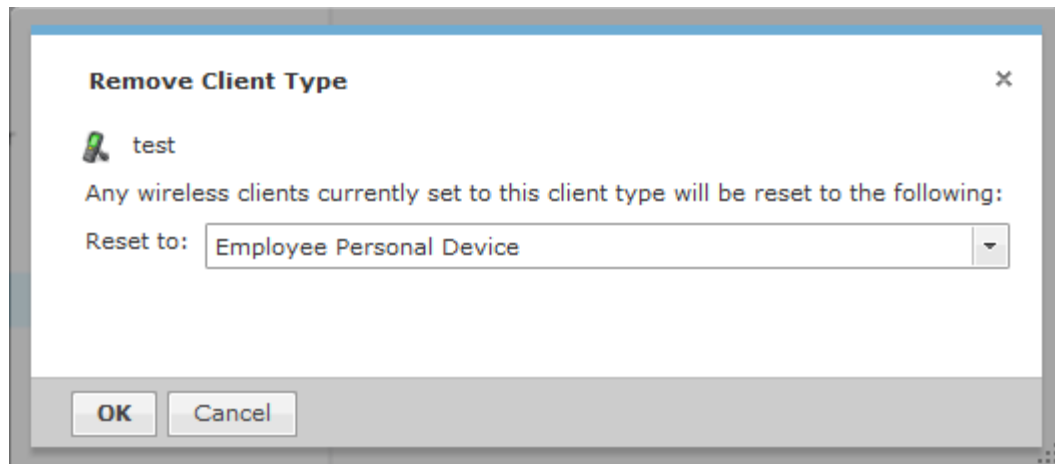 Remove Client Type
test
Any wireless clients currently set to this client type will be reset to the following:
Reset to: Employee Personal Device
OK Cancel